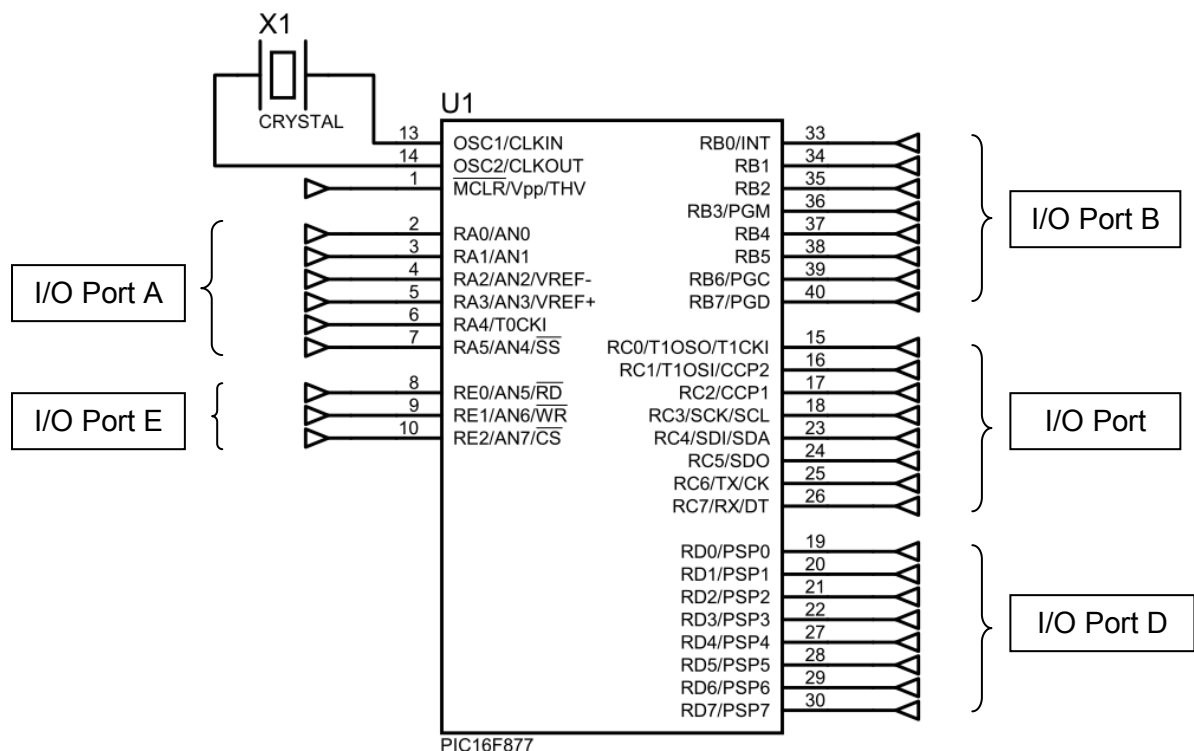 X1
CRYSTAL
U1
13 OSC1/CLKIN
14 OSC2/CLKOUT
1 MCLR/Vpp/THV
I/O Port A
2 RA0/AN0
3 RA1/AN1
4 RA2/AN2/VREF-
5 RA3/AN3/VREF+
6 RA4/T0CKI
7 RA5/AN4/SS
I/O Port E
8 RE0/AN5/RD
9 RE1/AN6/WR
10 RE2/AN7/CS
RB0/INT 33
RB1 34
RB2 35
RB3/PGM 36
RB4 37
RB5 38
RB6/PGC 39
RB7/PGD 40
I/O Port B
RC0/T1OSO/T1CKI 15
RC1/T1OSI/CCP2 16
RC2/CCP1 17
RC3/SCK/SCL 18
RC4/SDI/SDA 23
RC5/SDO 24
RC6/TX/CK 25
RC7/RX/DT 26
I/O Port
RD0/PSP0 19
RD1/PSP1 20
RD2/PSP2 21
RD3/PSP3 22
RD4/PSP4 27
RD5/PSP5 28
RD6/PSP6 29
RD7/PSP7 30
I/O Port D
PIC16F877